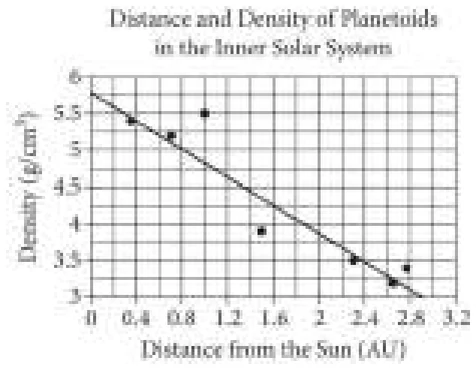 Distance and Density of Planetoids
in the Inner Solar System
Density (g/cm³)
6
5.5
5
4.5
4
3.5
3
0 0.4 0.8 1.2 1.6 2 2.4 2.8 3.2
Distance from the Sun (AU)